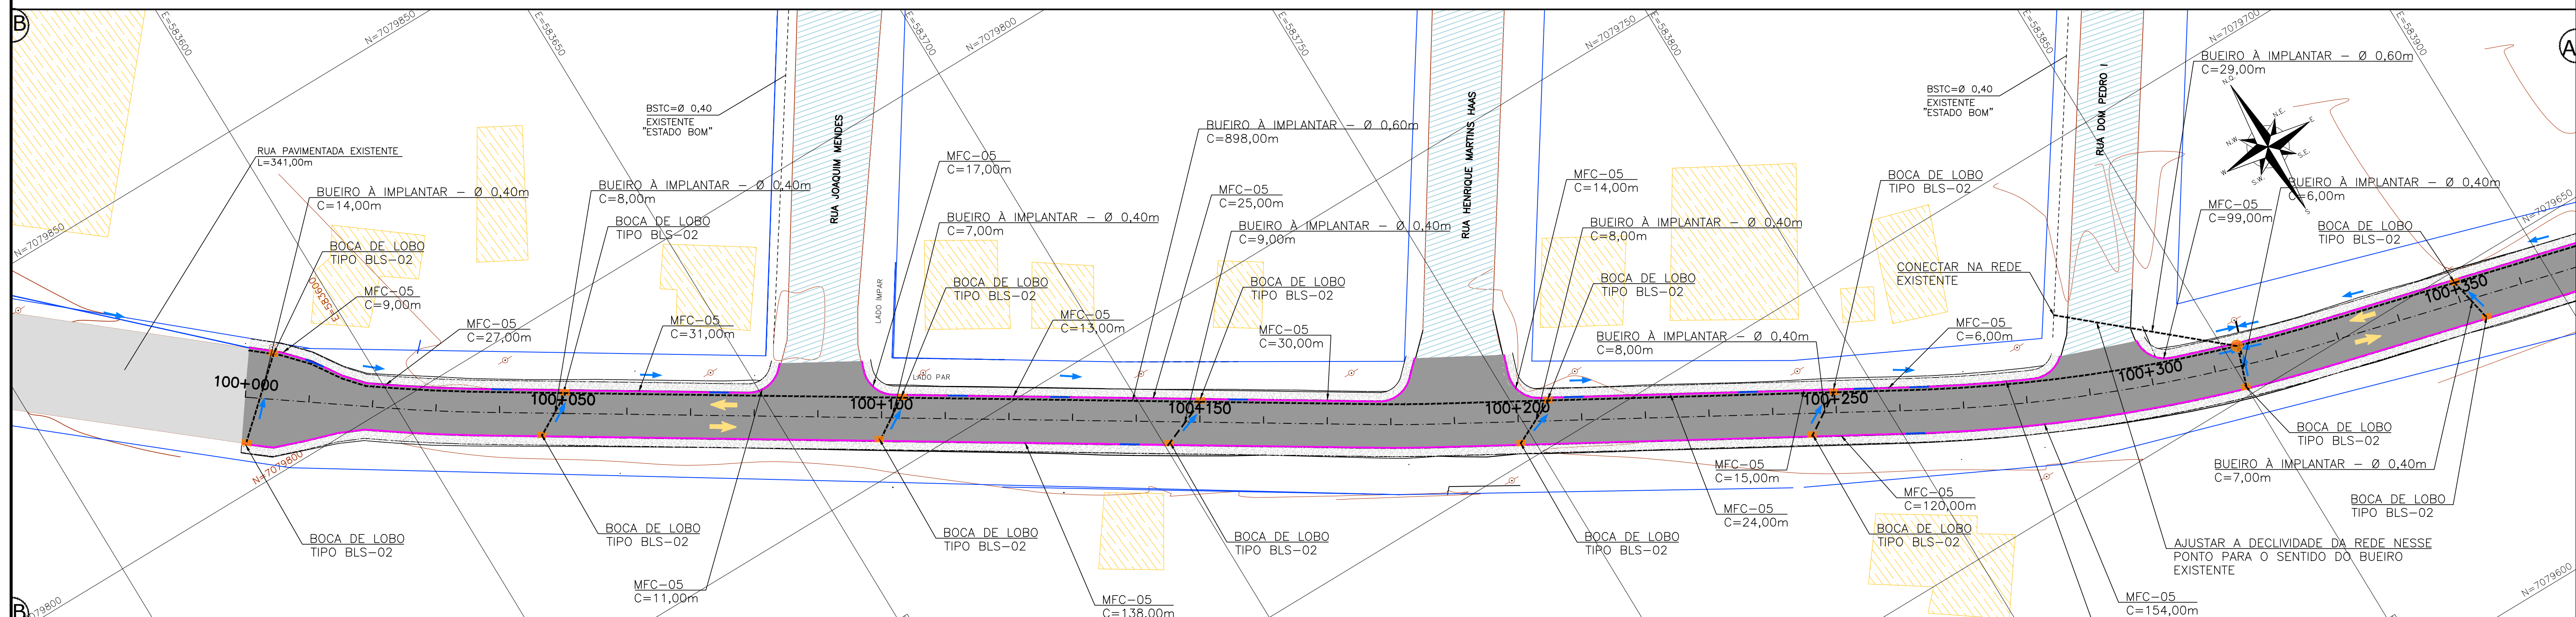 B
E=583600
N=7079850
E=583650
E=583700
N=7079800
E=583750
N=7079750
E=583800
E=583850
N=7079700
E=583900
A
BUEIRO À IMPLANTAR – Ø 0,60m
C=29,00m
BSTC=Ø 0,40
EXISTENTE
"ESTADO BOM"
BSTC=Ø 0,40
EXISTENTE
"ESTADO BOM"
RUA JOAQUIM MENDES
RUA HENRIQUE MARTINS HAAS
RUA DOM PEDRO I
N.O.
N.E.
E
N.W
S.E.
W
S.W.
S
RUA PAVIMENTADA EXISTENTE
L=341,00m
BUEIRO À IMPLANTAR – Ø 0,60m
C=898,00m
MFC-05
C=17,00m
BUEIRO À IMPLANTAR – Ø 0,40m
C=14,00m
BUEIRO À IMPLANTAR – Ø 0,40m
C=8,00m
MFC-05
C=25,00m
MFC-05
C=14,00m
BOCA DE LOBO
TIPO BLS-02
BUEIRO À IMPLANTAR – Ø 0,40m
C=6,00m
MFC-05
C=99,00m
N=7079650
BOCA DE LOBO
TIPO BLS-02
BUEIRO À IMPLANTAR – Ø 0,40m
C=7,00m
BUEIRO À IMPLANTAR – Ø 0,40m
C=9,00m
BUEIRO À IMPLANTAR – Ø 0,40m
C=8,00m
BOCA DE LOBO
TIPO BLS-02
N=7079850
BOCA DE LOBO
TIPO BLS-02
BOCA DE LOBO
TIPO BLS-02
BOCA DE LOBO
TIPO BLS-02
BOCA DE LOBO
TIPO BLS-02
CONECTAR NA REDE
EXISTENTE
E=583600
MFC-05
C=9,00m
LADO ÍMPAR
MFC-05
C=27,00m
MFC-05
C=31,00m
MFC-05
C=13,00m
MFC-05
C=30,00m
BUEIRO À IMPLANTAR – Ø 0,40m
C=8,00m
MFC-05
C=6,00m
LADO PAR
100+000
100+050
100+100
100+150
100+200
100+250
100+300
100+350
N=7079800
BOCA DE LOBO
TIPO BLS-02
BUEIRO À IMPLANTAR – Ø 0,40m
C=7,00m
MFC-05
C=15,00m
MFC-05
C=120,00m
BOCA DE LOBO
TIPO BLS-02
MFC-05
C=24,00m
BOCA DE LOBO
TIPO BLS-02
BOCA DE LOBO
TIPO BLS-02
BOCA DE LOBO
TIPO BLS-02
BOCA DE LOBO
TIPO BLS-02
BOCA DE LOBO
TIPO BLS-02
BOCA DE LOBO
TIPO BLS-02
AJUSTAR A DECLIVIDADE DA REDE NESSE
PONTO PARA O SENTIDO DO BUEIRO
EXISTENTE
MFC-05
C=11,00m
MFC-05
C=138,00m
MFC-05
C=154,00m
N=7079600
B
79800